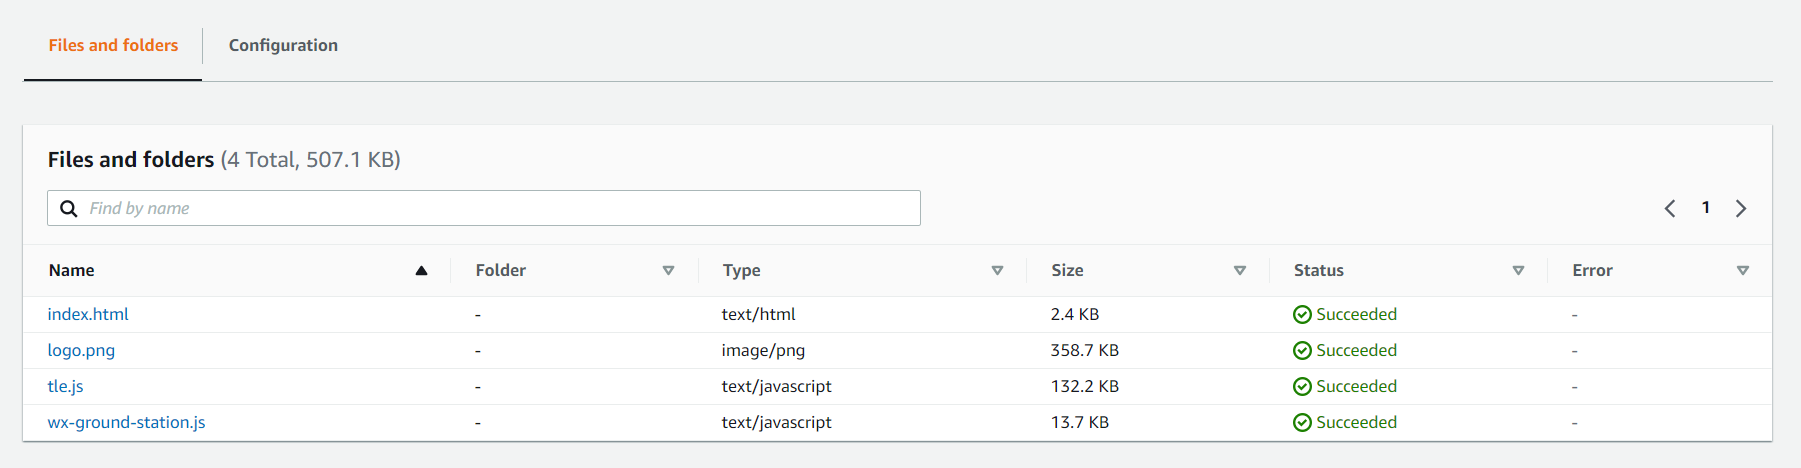 Files and folders Configuration
Files and folders (4 Total, 507.1 KB)
Find by name 1
Name Folder Type Size Status Error
index.html - text/html 2.4 KB Succeeded -
logo.png - image/png 358.7 KB Succeeded -
tle.js - text/javascript 132.2 KB Succeeded -
wx-ground-station.js - text/javascript 13.7 KB Succeeded -